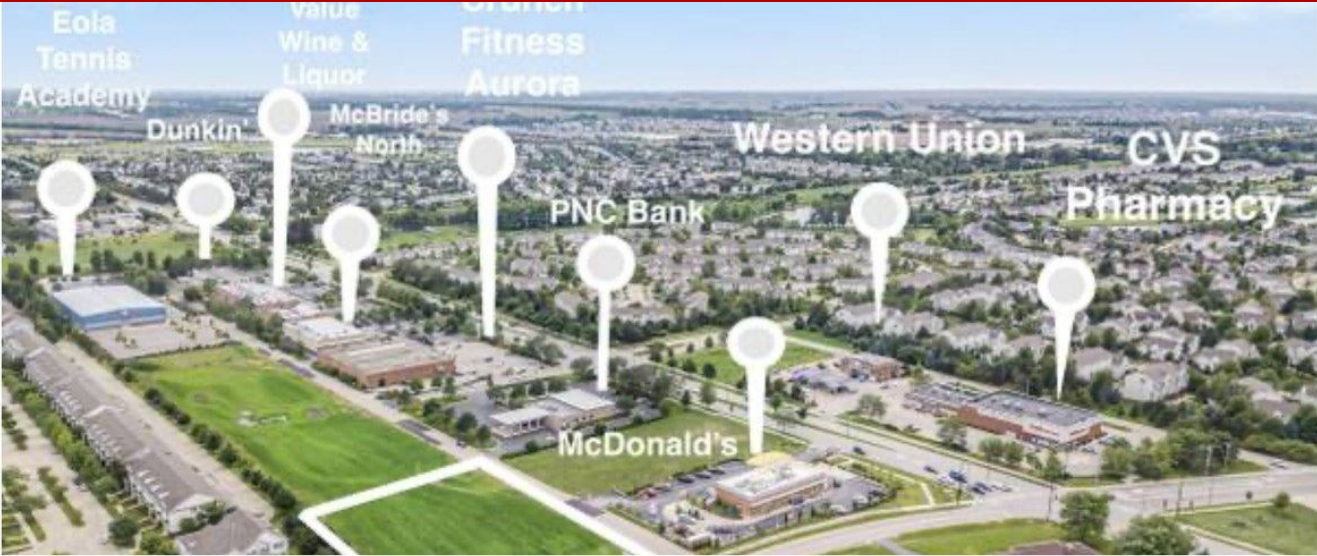 Eola
Tennis
Academy
Dunkin'
Value
Wine &
Liquor
McBride's
North
Crunch
Fitness
Aurora
PNC Bank
McDonald's
Western Union
CVS
Pharmacy